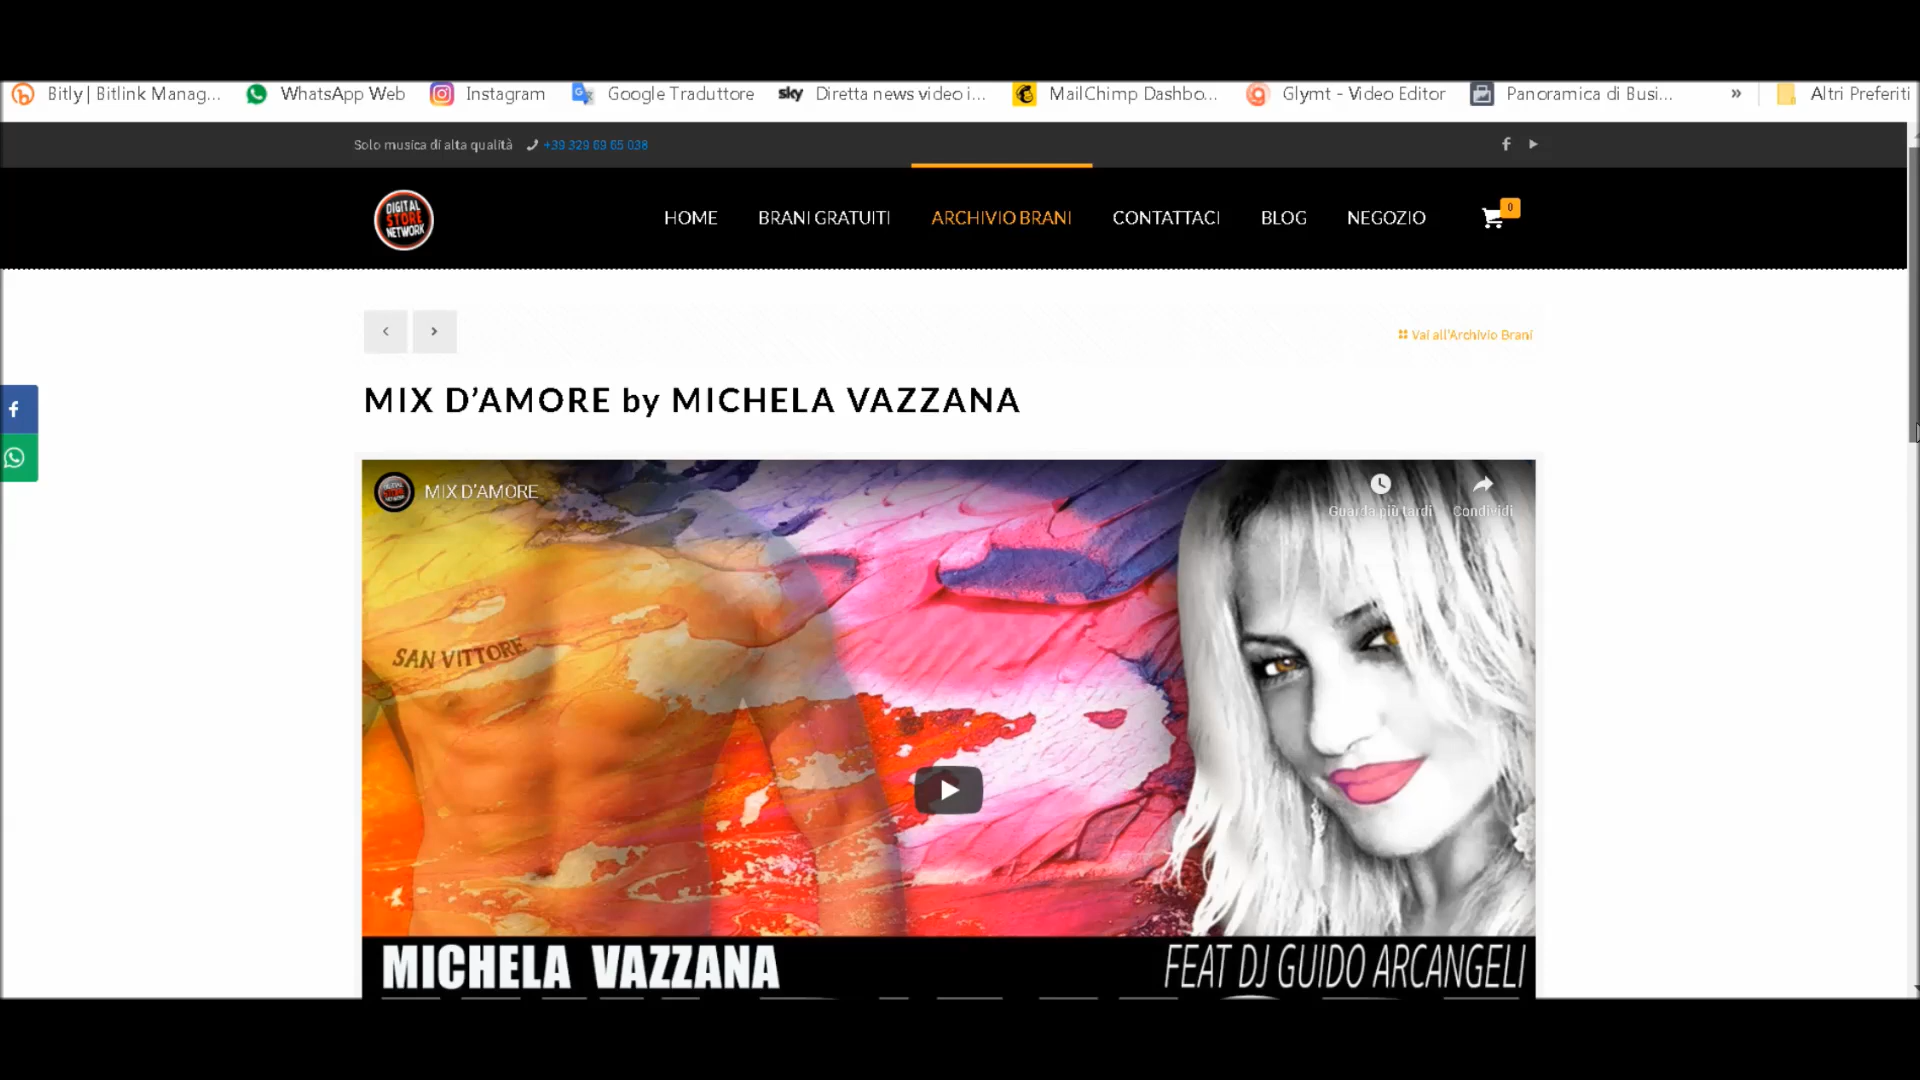 Bitly | Bitlink Manag...
WhatsApp Web
Instagram
Google Traduttore
sky Diretta news video i...
MailChimp Dashbo...
Glymt - Video Editor
Panoramica di Busi...
»
Altri Preferiti
Solo musica di alta qualità +39 329 69 65 038
DIGITAL
STORE
NETWORK
HOME
BRANI GRATUITI
ARCHIVIO BRANI
CONTATTACI
BLOG
NEGOZIO
0
Vai all'Archivio Brani
MIX D’AMORE by MICHELA VAZZANA
MIX D'AMORE
Guarda più tardi
Condividi
SAN VITTORE
MICHELA VAZZANA
FEAT DJ GUIDO ARCANGELI